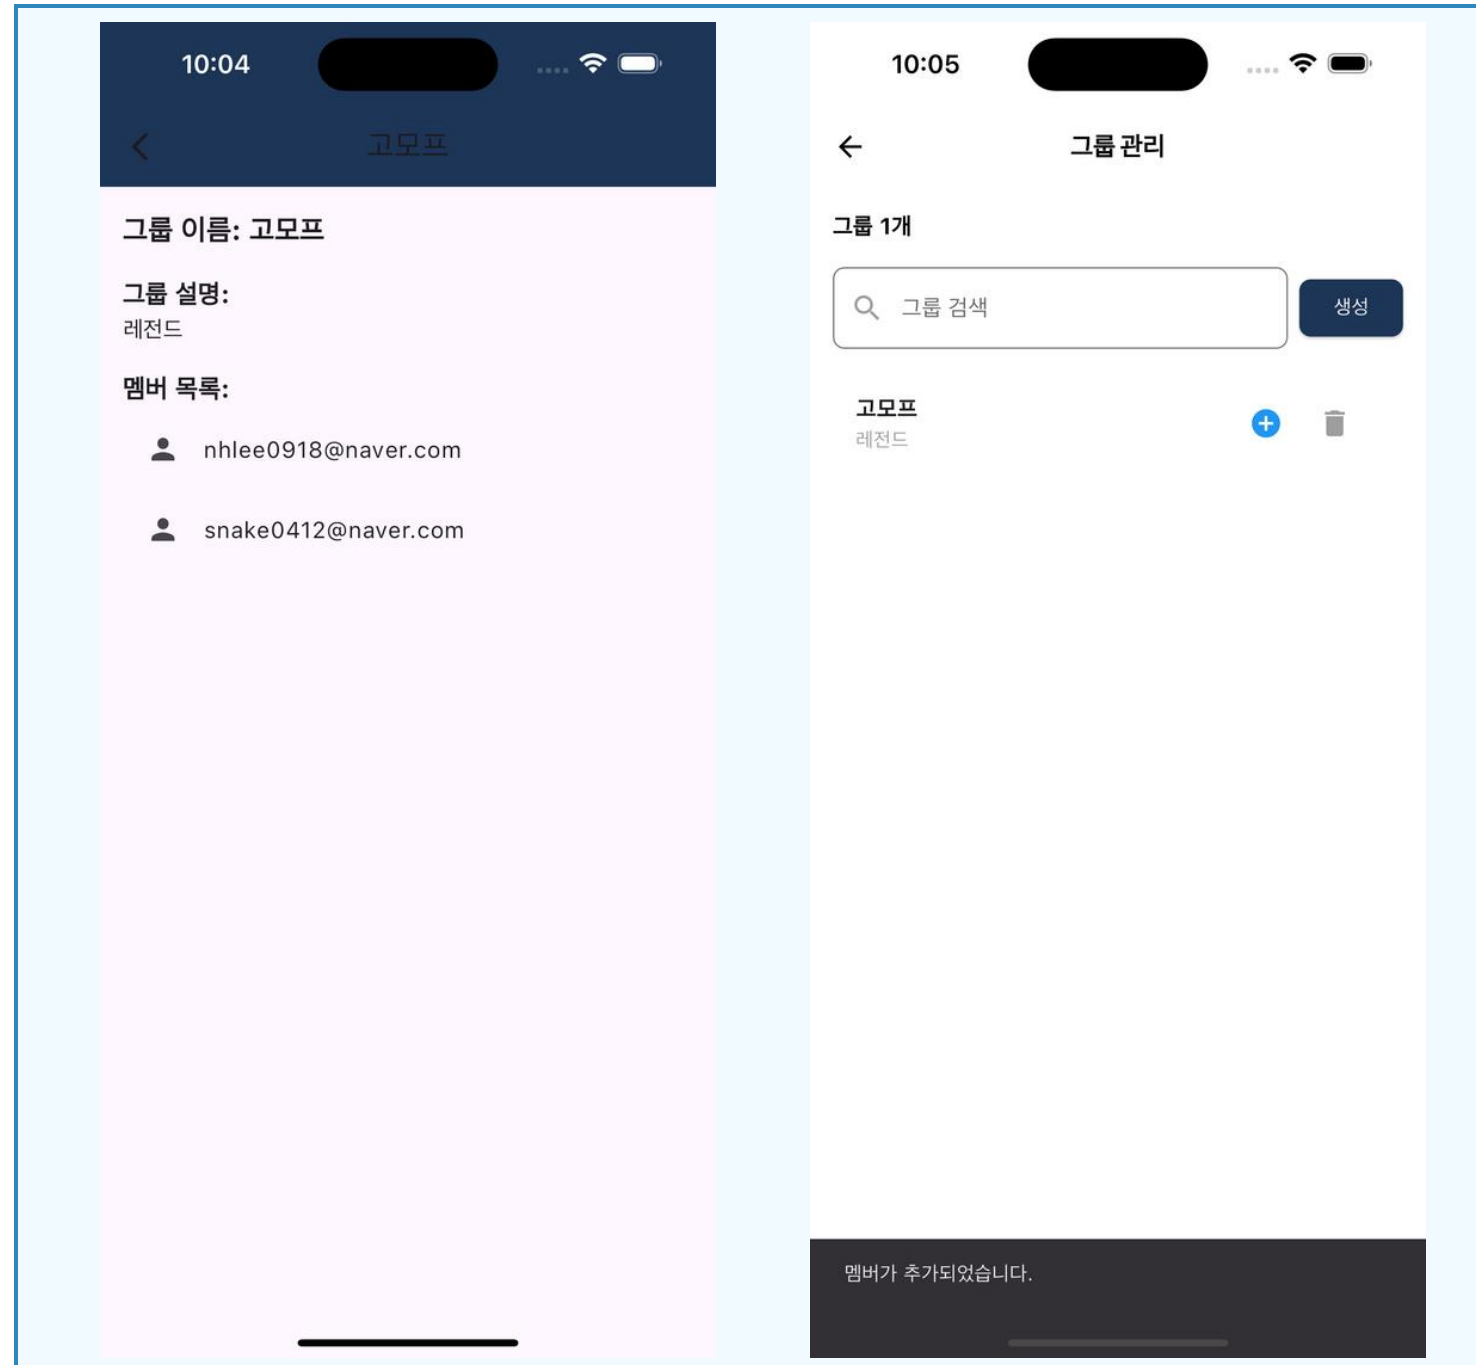 10:04
고모프
그룹 이름: 고모프
그룹 설명:
레전드
멤버 목록:
nhlee0918@naver.com
snake0412@naver.com
10:05
그룹 관리
그룹 1개
그룹 검색
생성
고모프
레전드
멤버가 추가되었습니다.